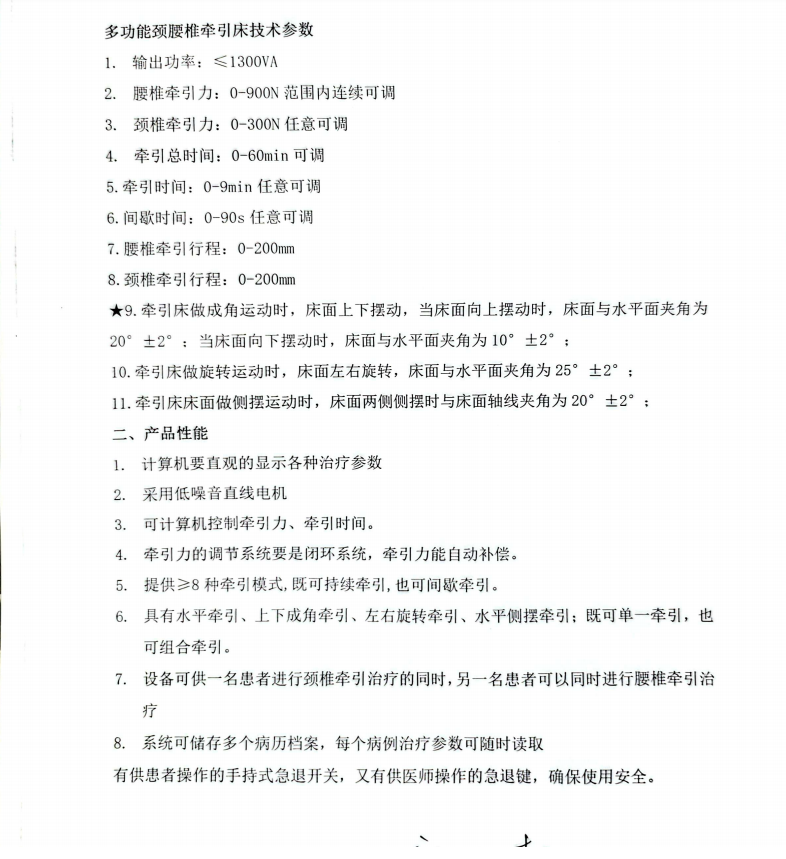 多功能颈腰椎牵引床技术参数
1. 输出功率：≤1300VA
2. 腰椎牵引力：0-900N 范围内连续可调
3. 颈椎牵引力：0-300N 任意可调
4. 牵引总时间：0-60min 可调
5.牵引时间：0-9min 任意可调
6.间歇时间：0-90s 任意可调
7.腰椎牵引行程：0-200mm
8.颈椎牵引行程：0-200mm
★9.牵引床做成角运动时，床面上下摆动，当床面向上摆动时，床面与水平面夹角为
20° ±2° ；当床面向下摆动时，床面与水平面夹角为 10° ±2° ；
10.牵引床做旋转运动时，床面左右旋转，床面与水平面夹角为 25° ±2° ；
11.牵引床床面做侧摆运动时，床面两侧侧摆时与床面轴线夹角为 20° ±2° ；
二、产品性能
1. 计算机要直观的显示各种治疗参数
2. 采用低噪音直线电机
3. 可计算机控制牵引力、牵引时间。
4. 牵引力的调节系统要是闭环系统，牵引力能自动补偿。
5. 提供≥8 种牵引模式,既可持续牵引,也可间歇牵引。
6. 具有水平牵引、上下成角牵引、左右旋转牵引、水平侧摆牵引；既可单一牵引，也
可组合牵引。
7. 设备可供一名患者进行颈椎牵引治疗的同时,另一名患者可以同时进行腰椎牵引治
疗
8. 系统可储存多个病历档案，每个病例治疗参数可随时读取
有供患者操作的手持式急退开关，又有供医师操作的急退键，确保使用安全。